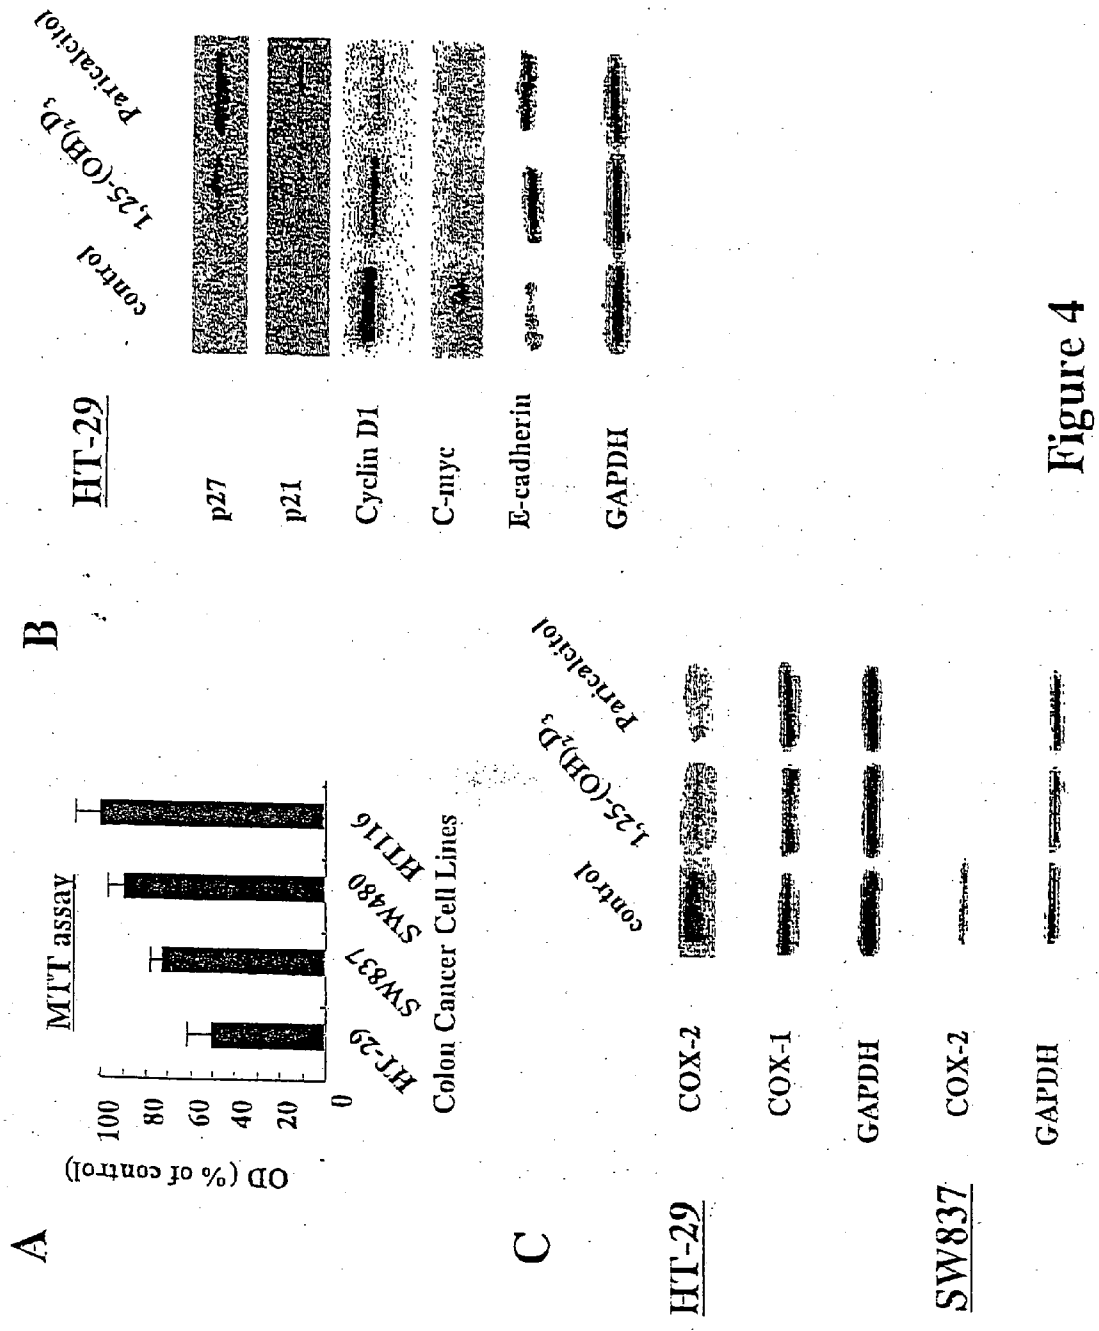 A
MTT assay
OD (% of control)
100
80
60
40
20
0
HT-29
SW837
SW480
HT116
Colon Cancer Cell Lines
B
HT-29
control
1,25-(OH)₂D₃
Paricalcitol
p27
p21
Cyclin D1
C-myc
E-cadherin
GAPDH
C
control
1,25-(OH)₂D₃
Paricalcitol
HT-29
COX-2
COX-1
GAPDH
SW837
COX-2
GAPDH
Figure 4